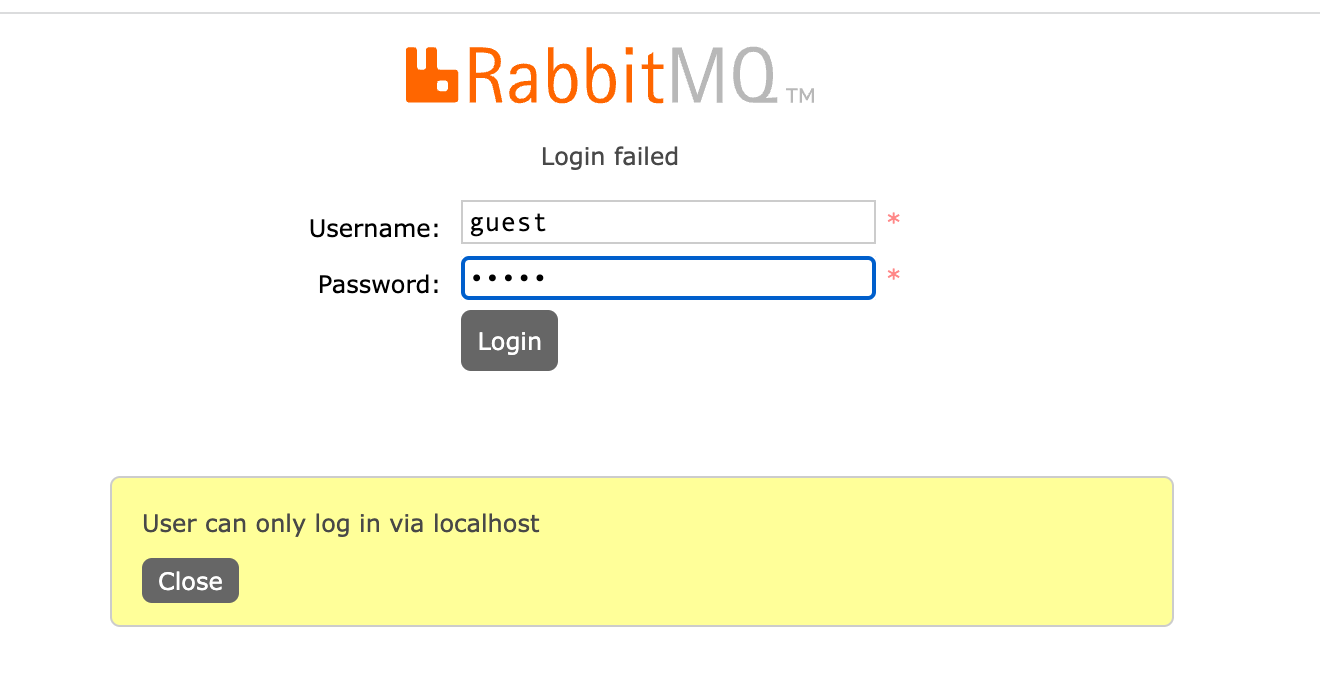 RabbitMQ™
Login failed
Username: guest *
Password: ••••• *
Login
User can only log in via localhost
Close